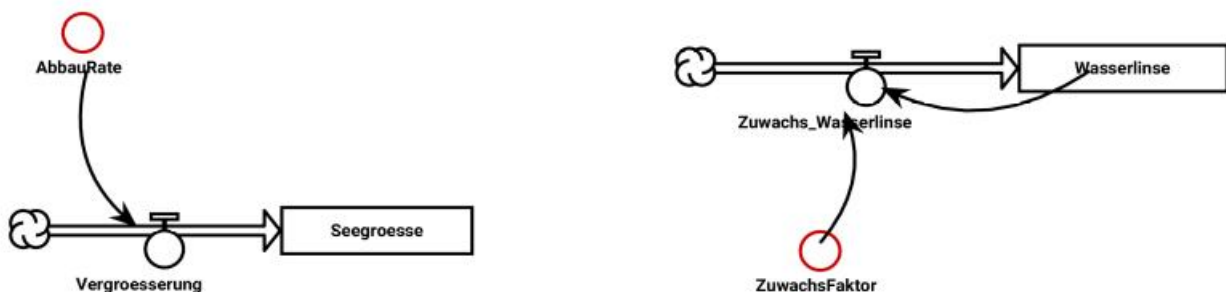 AbbauRate
Seegroesse
Vergroesserung
Wasserlinse
Zuwachs_Wasserlinse
ZuwachsFaktor